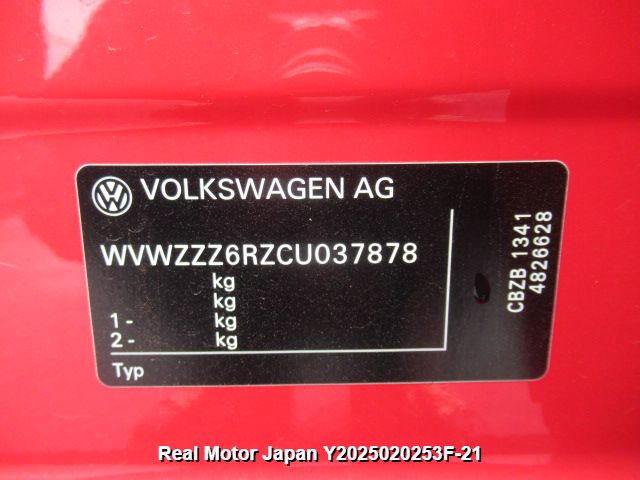 VOLKSWAGEN AG
WVWZZZ6RZCU037878
kg
kg
1 - kg
2 - kg
Typ
CBZB 1341
4826628
Real Motor Japan Y2025020253F-21